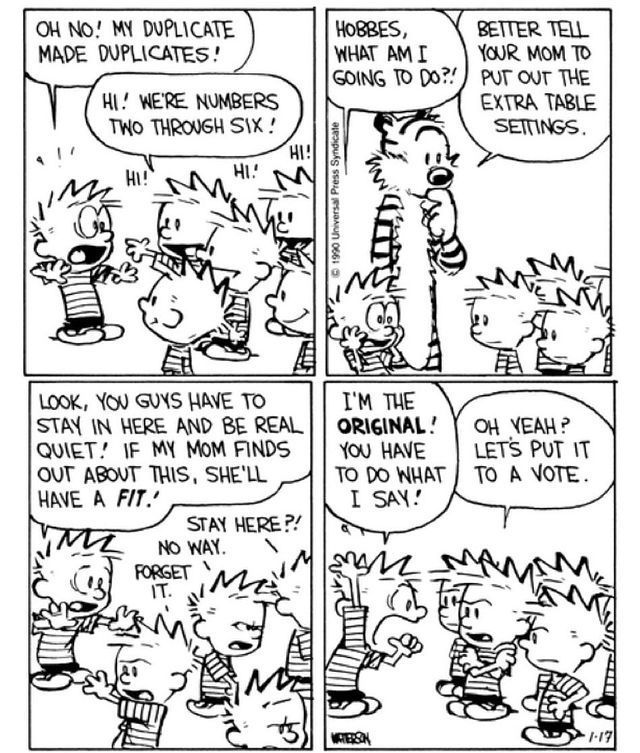 OH NO! MY DUPLICATE
MADE DUPLICATES!
HI! WE'RE NUMBERS
TWO THROUGH SIX!
HI!
HI!
HI!
HOBBES,
WHAT AM I
GOING TO DO?!
BETTER TELL
YOUR MOM TO
PUT OUT THE
EXTRA TABLE
SETTINGS.
© 1990 Universal Press Syndicate
LOOK, YOU GUYS HAVE TO
STAY IN HERE AND BE REAL
QUIET! IF MY MOM FINDS
OUT ABOUT THIS, SHE'LL
HAVE A FIT!
STAY HERE?!
NO WAY.
FORGET
IT.
I'M THE
ORIGINAL!
YOU HAVE
TO DO WHAT
I SAY!
OH YEAH?
LET'S PUT IT
TO A VOTE.
WATTERSON
1-17